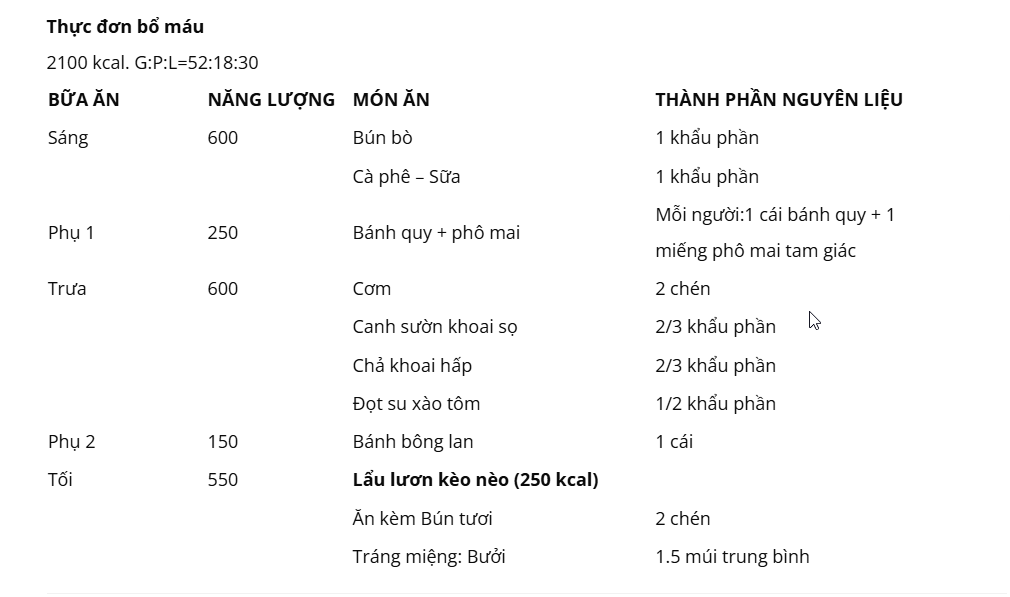 Thực đơn bổ máu
2100 kcal. G:P:L=52:18:30
BỮA ĂN NĂNG LƯỢNG MÓN ĂN THÀNH PHẦN NGUYÊN LIỆU
Sáng 600 Bún bò 1 khẩu phần
Cà phê – Sữa 1 khẩu phần
Phụ 1 250 Bánh quy + phô mai Mỗi người:1 cái bánh quy + 1
miếng phô mai tam giác
Trưa 600 Cơm 2 chén
Canh sườn khoai sọ 2/3 khẩu phần
Chả khoai hấp 2/3 khẩu phần
Đọt su xào tôm 1/2 khẩu phần
Phụ 2 150 Bánh bông lan 1 cái
Tối 550 Lẩu lươn kèo nèo (250 kcal)
Ăn kèm Bún tươi 2 chén
Tráng miệng: Bưởi 1.5 múi trung bình